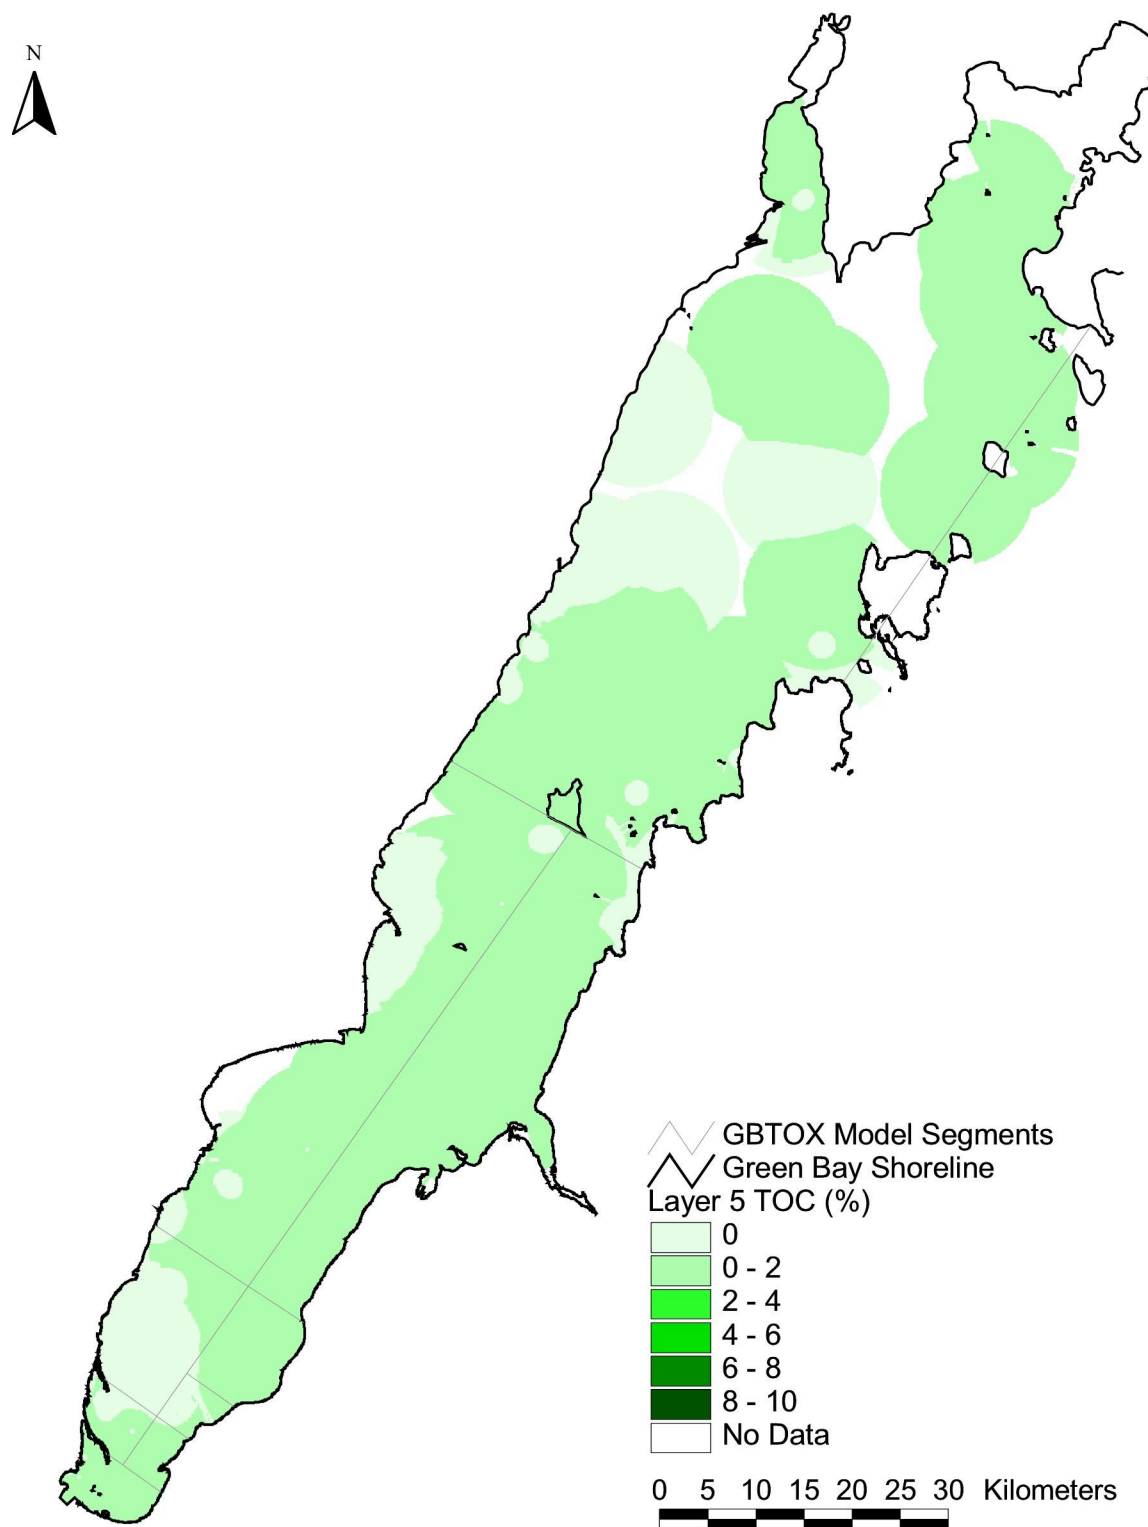 N
GBTOX Model Segments
Green Bay Shoreline
Layer 5 TOC (%)
0
0 - 2
2 - 4
4 - 6
6 - 8
8 - 10
No Data
0 5 10 15 20 25 30 Kilometers